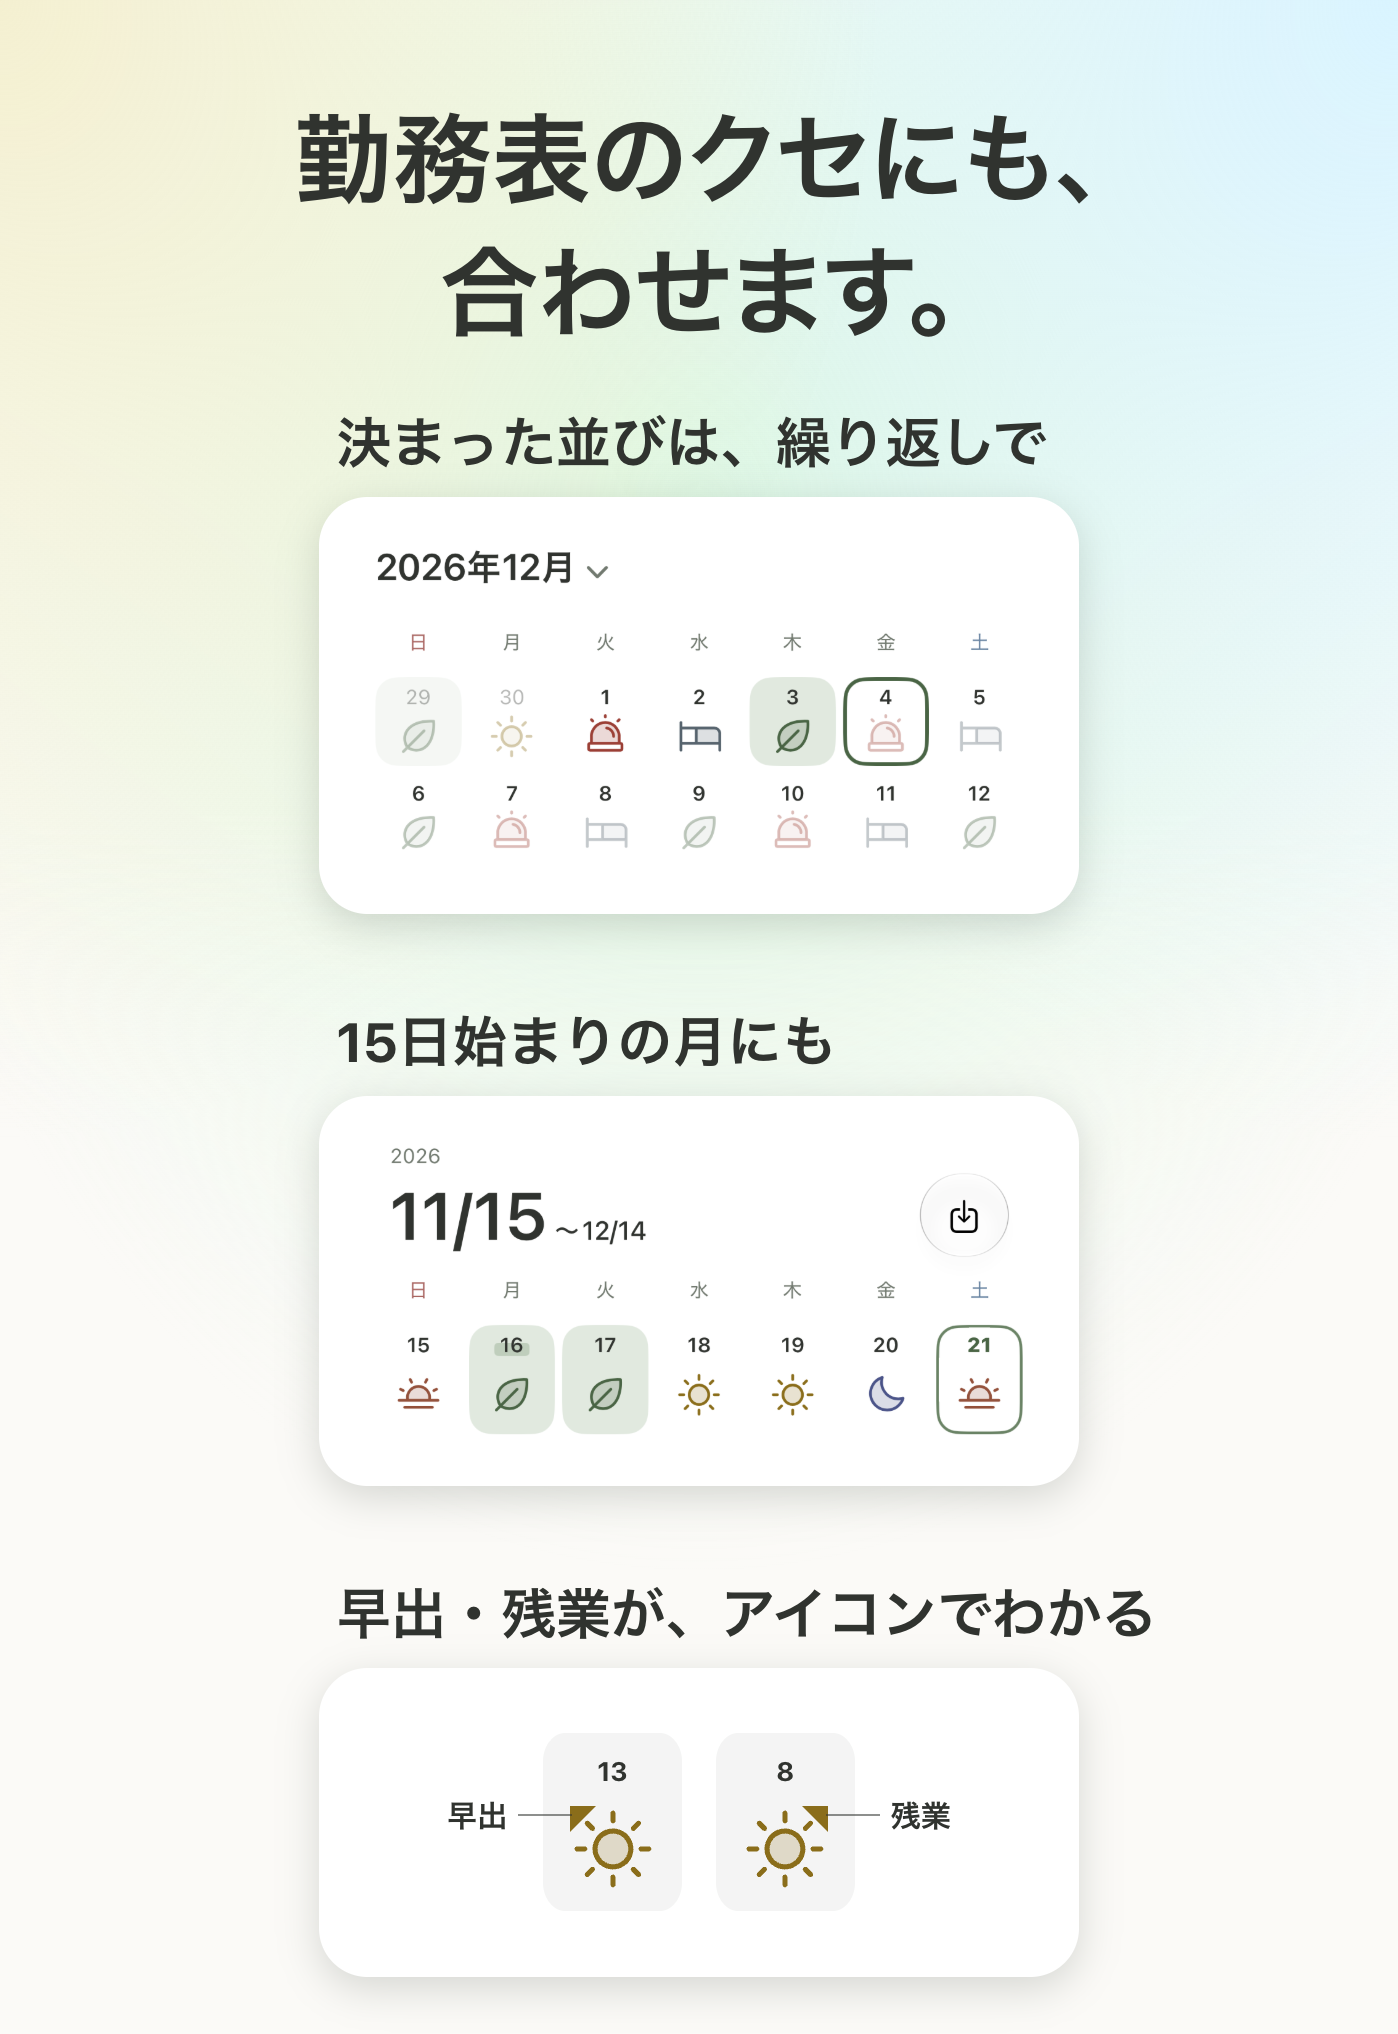 勤務表のクセにも、
合わせます。
決まった並びは、繰り返しで
2026年12月
日 月 火 水 木 金 土
29 30 1 2 3 4 5
6 7 8 9 10 11 12
15日始まりの月にも
2026
11/15 〜12/14
日 月 火 水 木 金 土
15 16 17 18 19 20 21
早出・残業が、アイコンでわかる
13 8
早出 残業